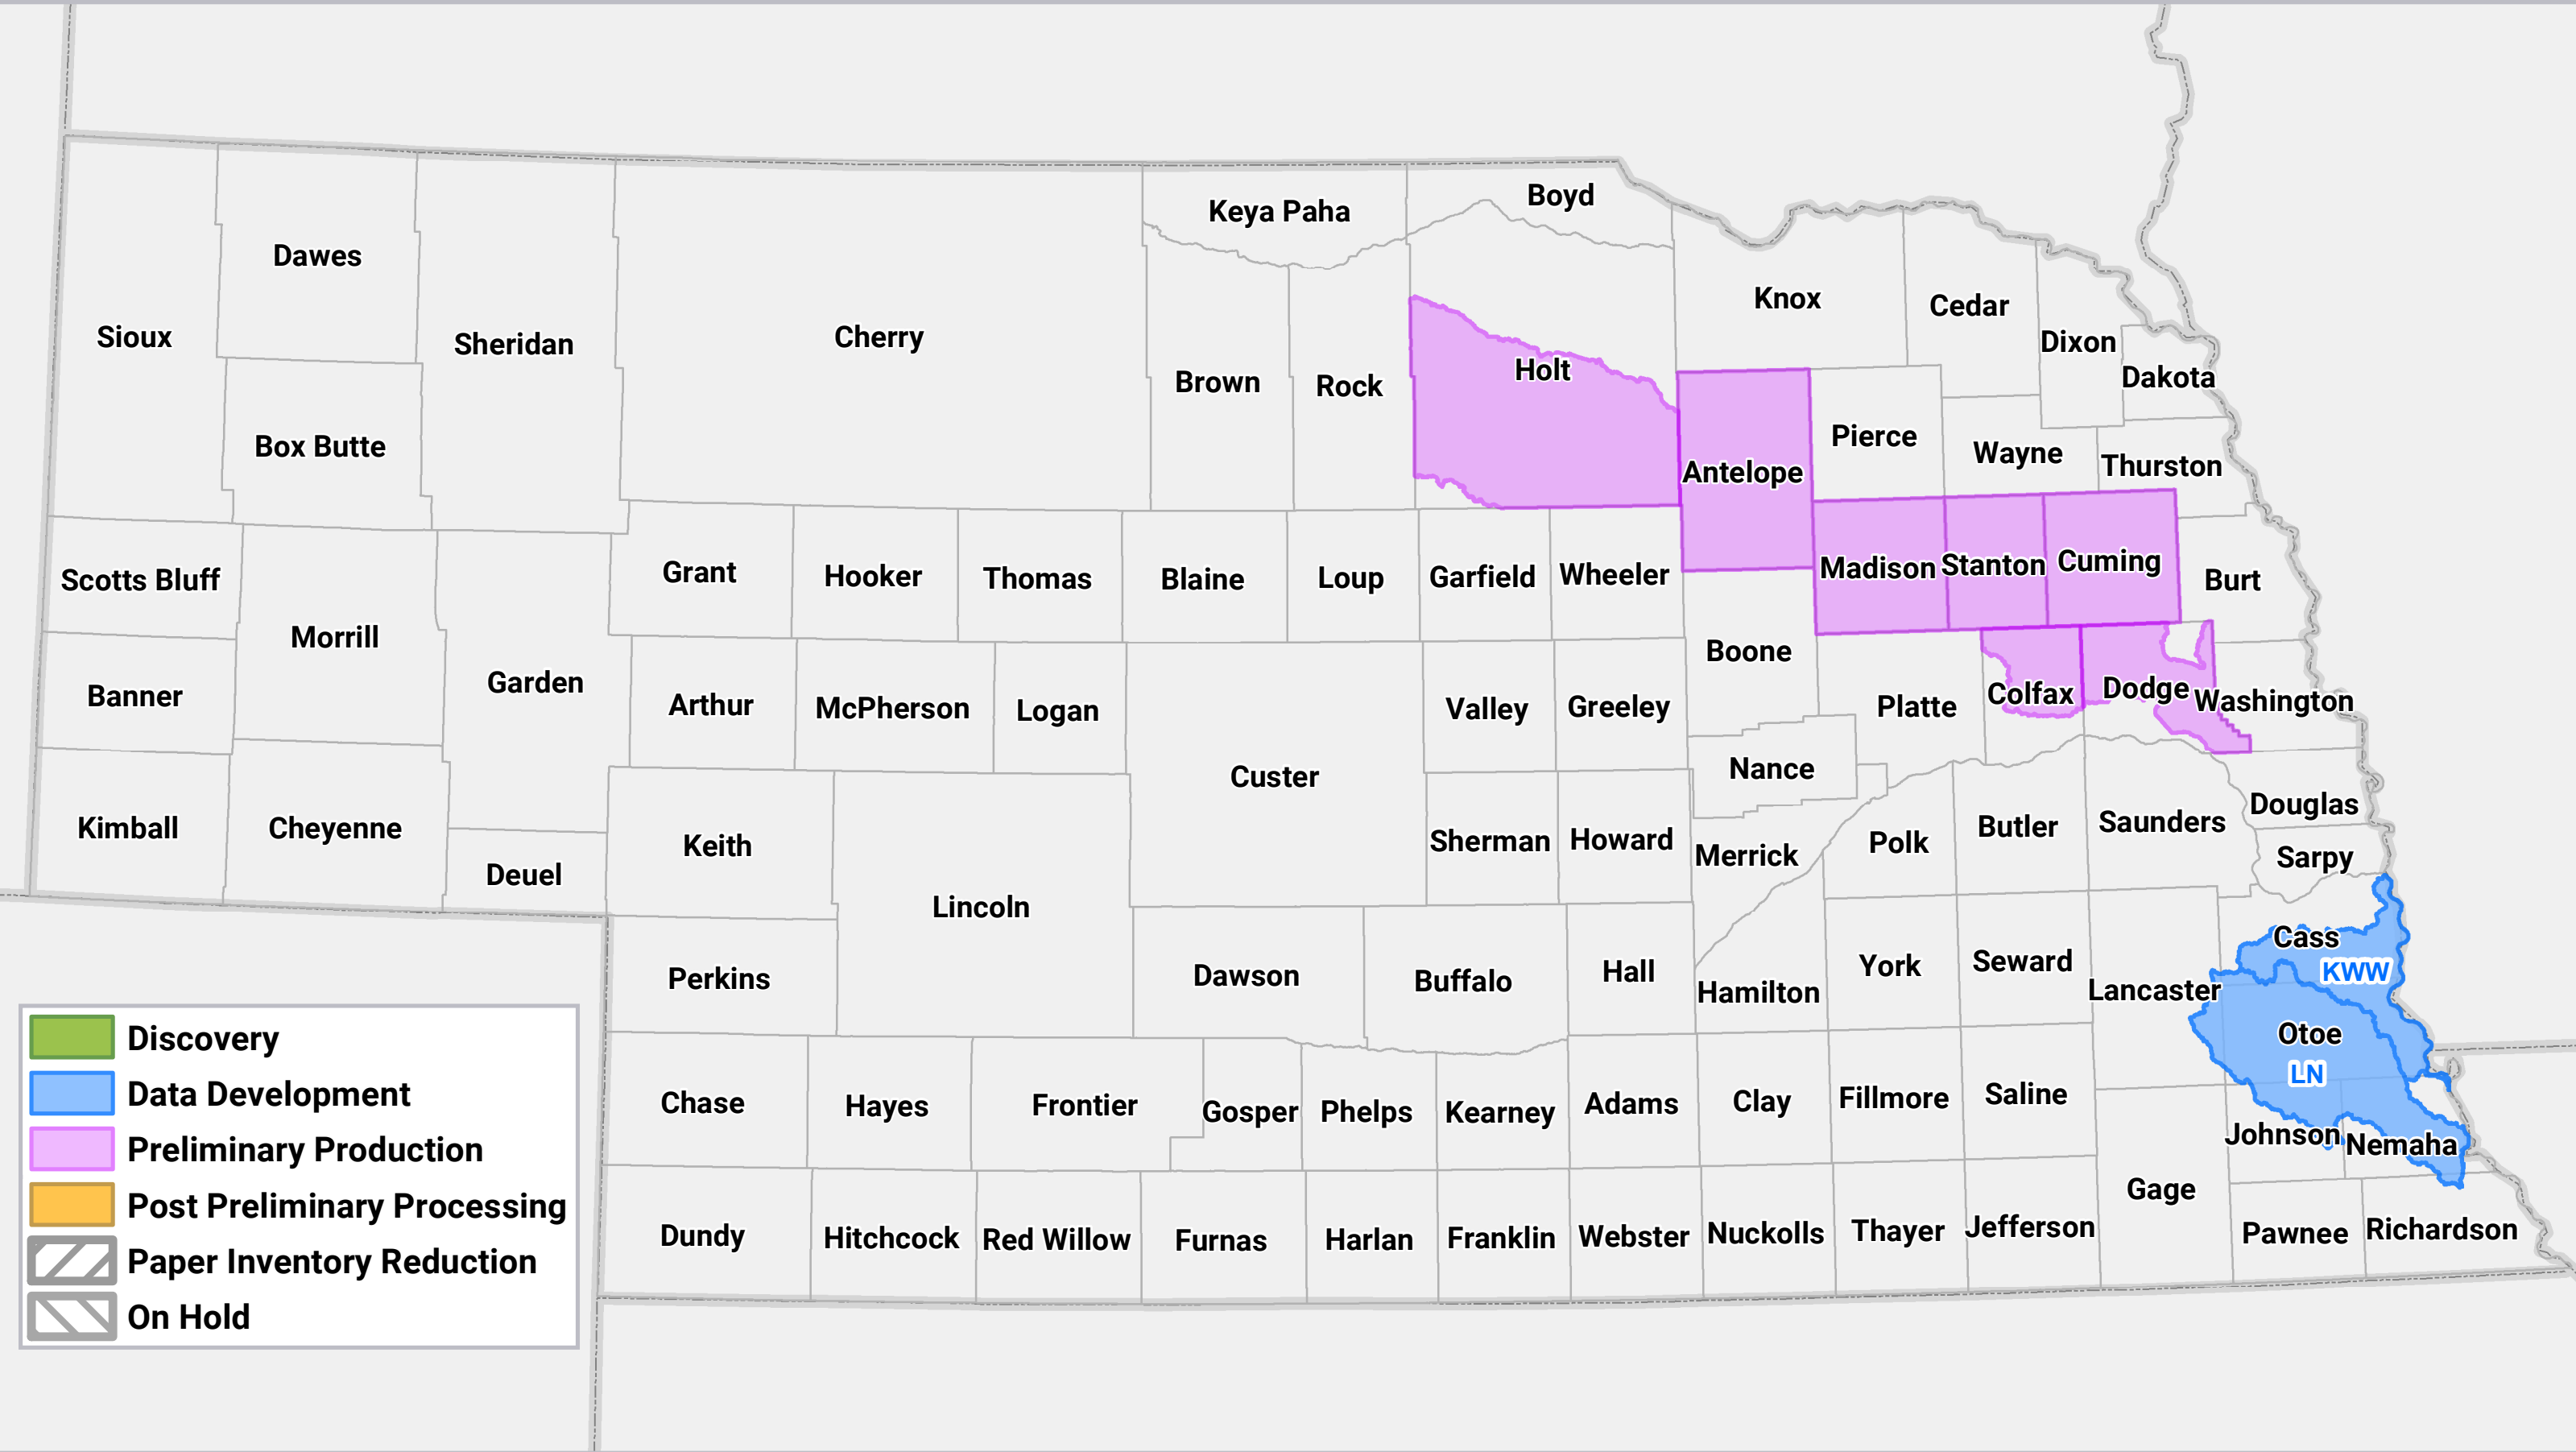 Keya Paha
Boyd
Dawes
Knox
Cedar
Sioux
Sheridan
Cherry
Dixon
Dakota
Brown
Rock
Holt
Box Butte
Pierce
Wayne
Thurston
Antelope
Scotts Bluff
Grant
Hooker
Thomas
Blaine
Loup
Garfield
Wheeler
Madison
Stanton
Cuming
Burt
Morrill
Garden
Boone
Banner
Arthur
McPherson
Logan
Valley
Greeley
Platte
Colfax
Dodge
Washington
Custer
Nance
Kimball
Cheyenne
Deuel
Keith
Sherman
Howard
Merrick
Polk
Butler
Saunders
Douglas
Sarpy
Lincoln
Perkins
Dawson
Buffalo
Hall
Hamilton
York
Seward
Lancaster
Cass
KWW
Otoe
LN
Chase
Hayes
Frontier
Gosper
Phelps
Kearney
Adams
Clay
Fillmore
Saline
Johnson
Nemaha
Gage
Dundy
Hitchcock
Red Willow
Furnas
Harlan
Franklin
Webster
Nuckolls
Thayer
Jefferson
Pawnee
Richardson
Discovery
Data Development
Preliminary Production
Post Preliminary Processing
Paper Inventory Reduction
On Hold